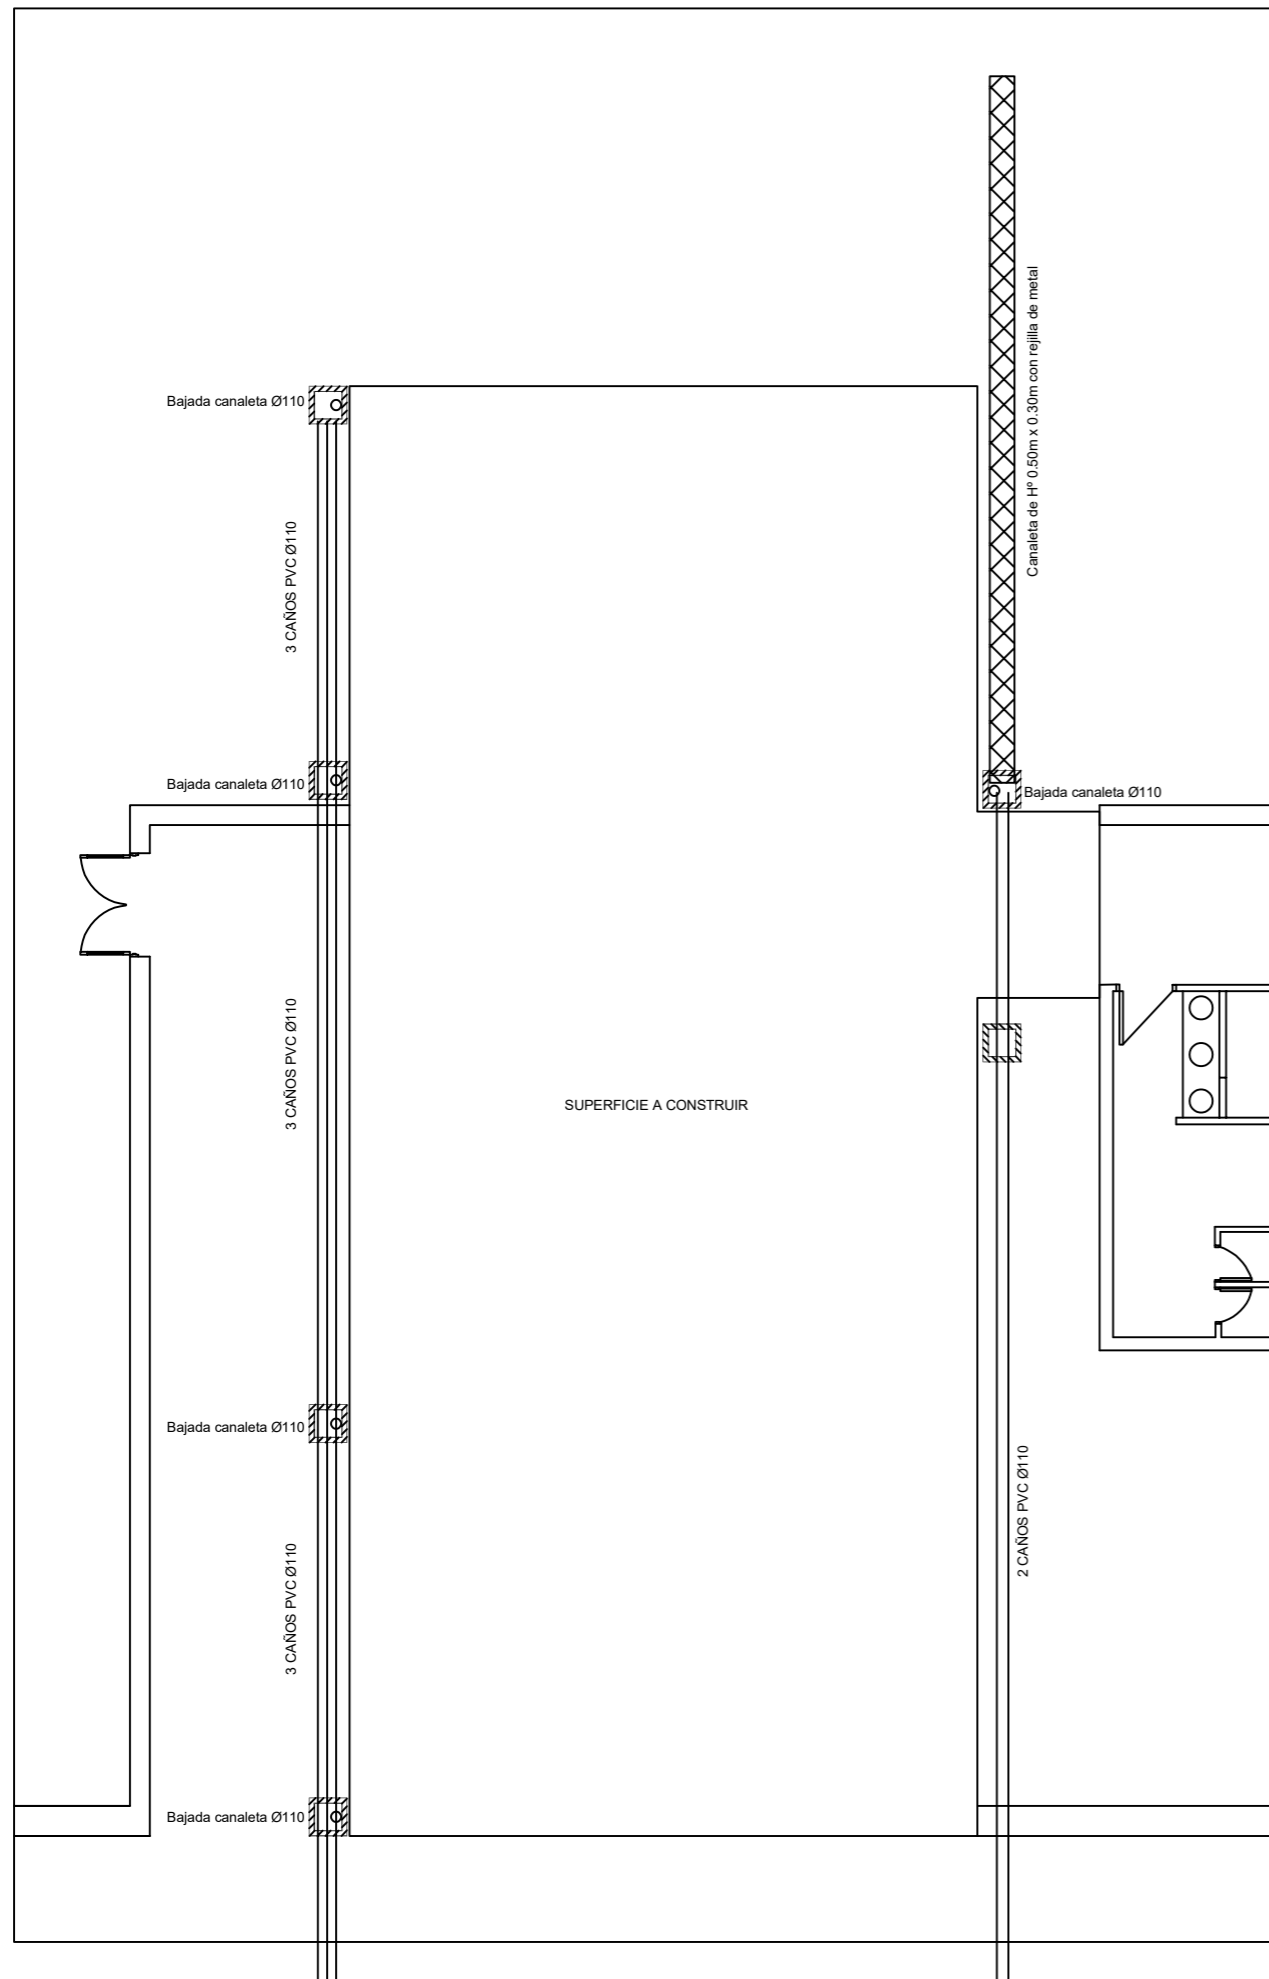 Canaleta de Hº 0.50m x 0.30m con rejilla de metal
Bajada canaleta Ø110
3 CAÑOS PVC Ø110
Bajada canaleta Ø110
Bajada canaleta Ø110
3 CAÑOS PVC Ø110
SUPERFICIE A CONSTRUIR
Bajada canaleta Ø110
2 CAÑOS PVC Ø110
3 CAÑOS PVC Ø110
Bajada canaleta Ø110